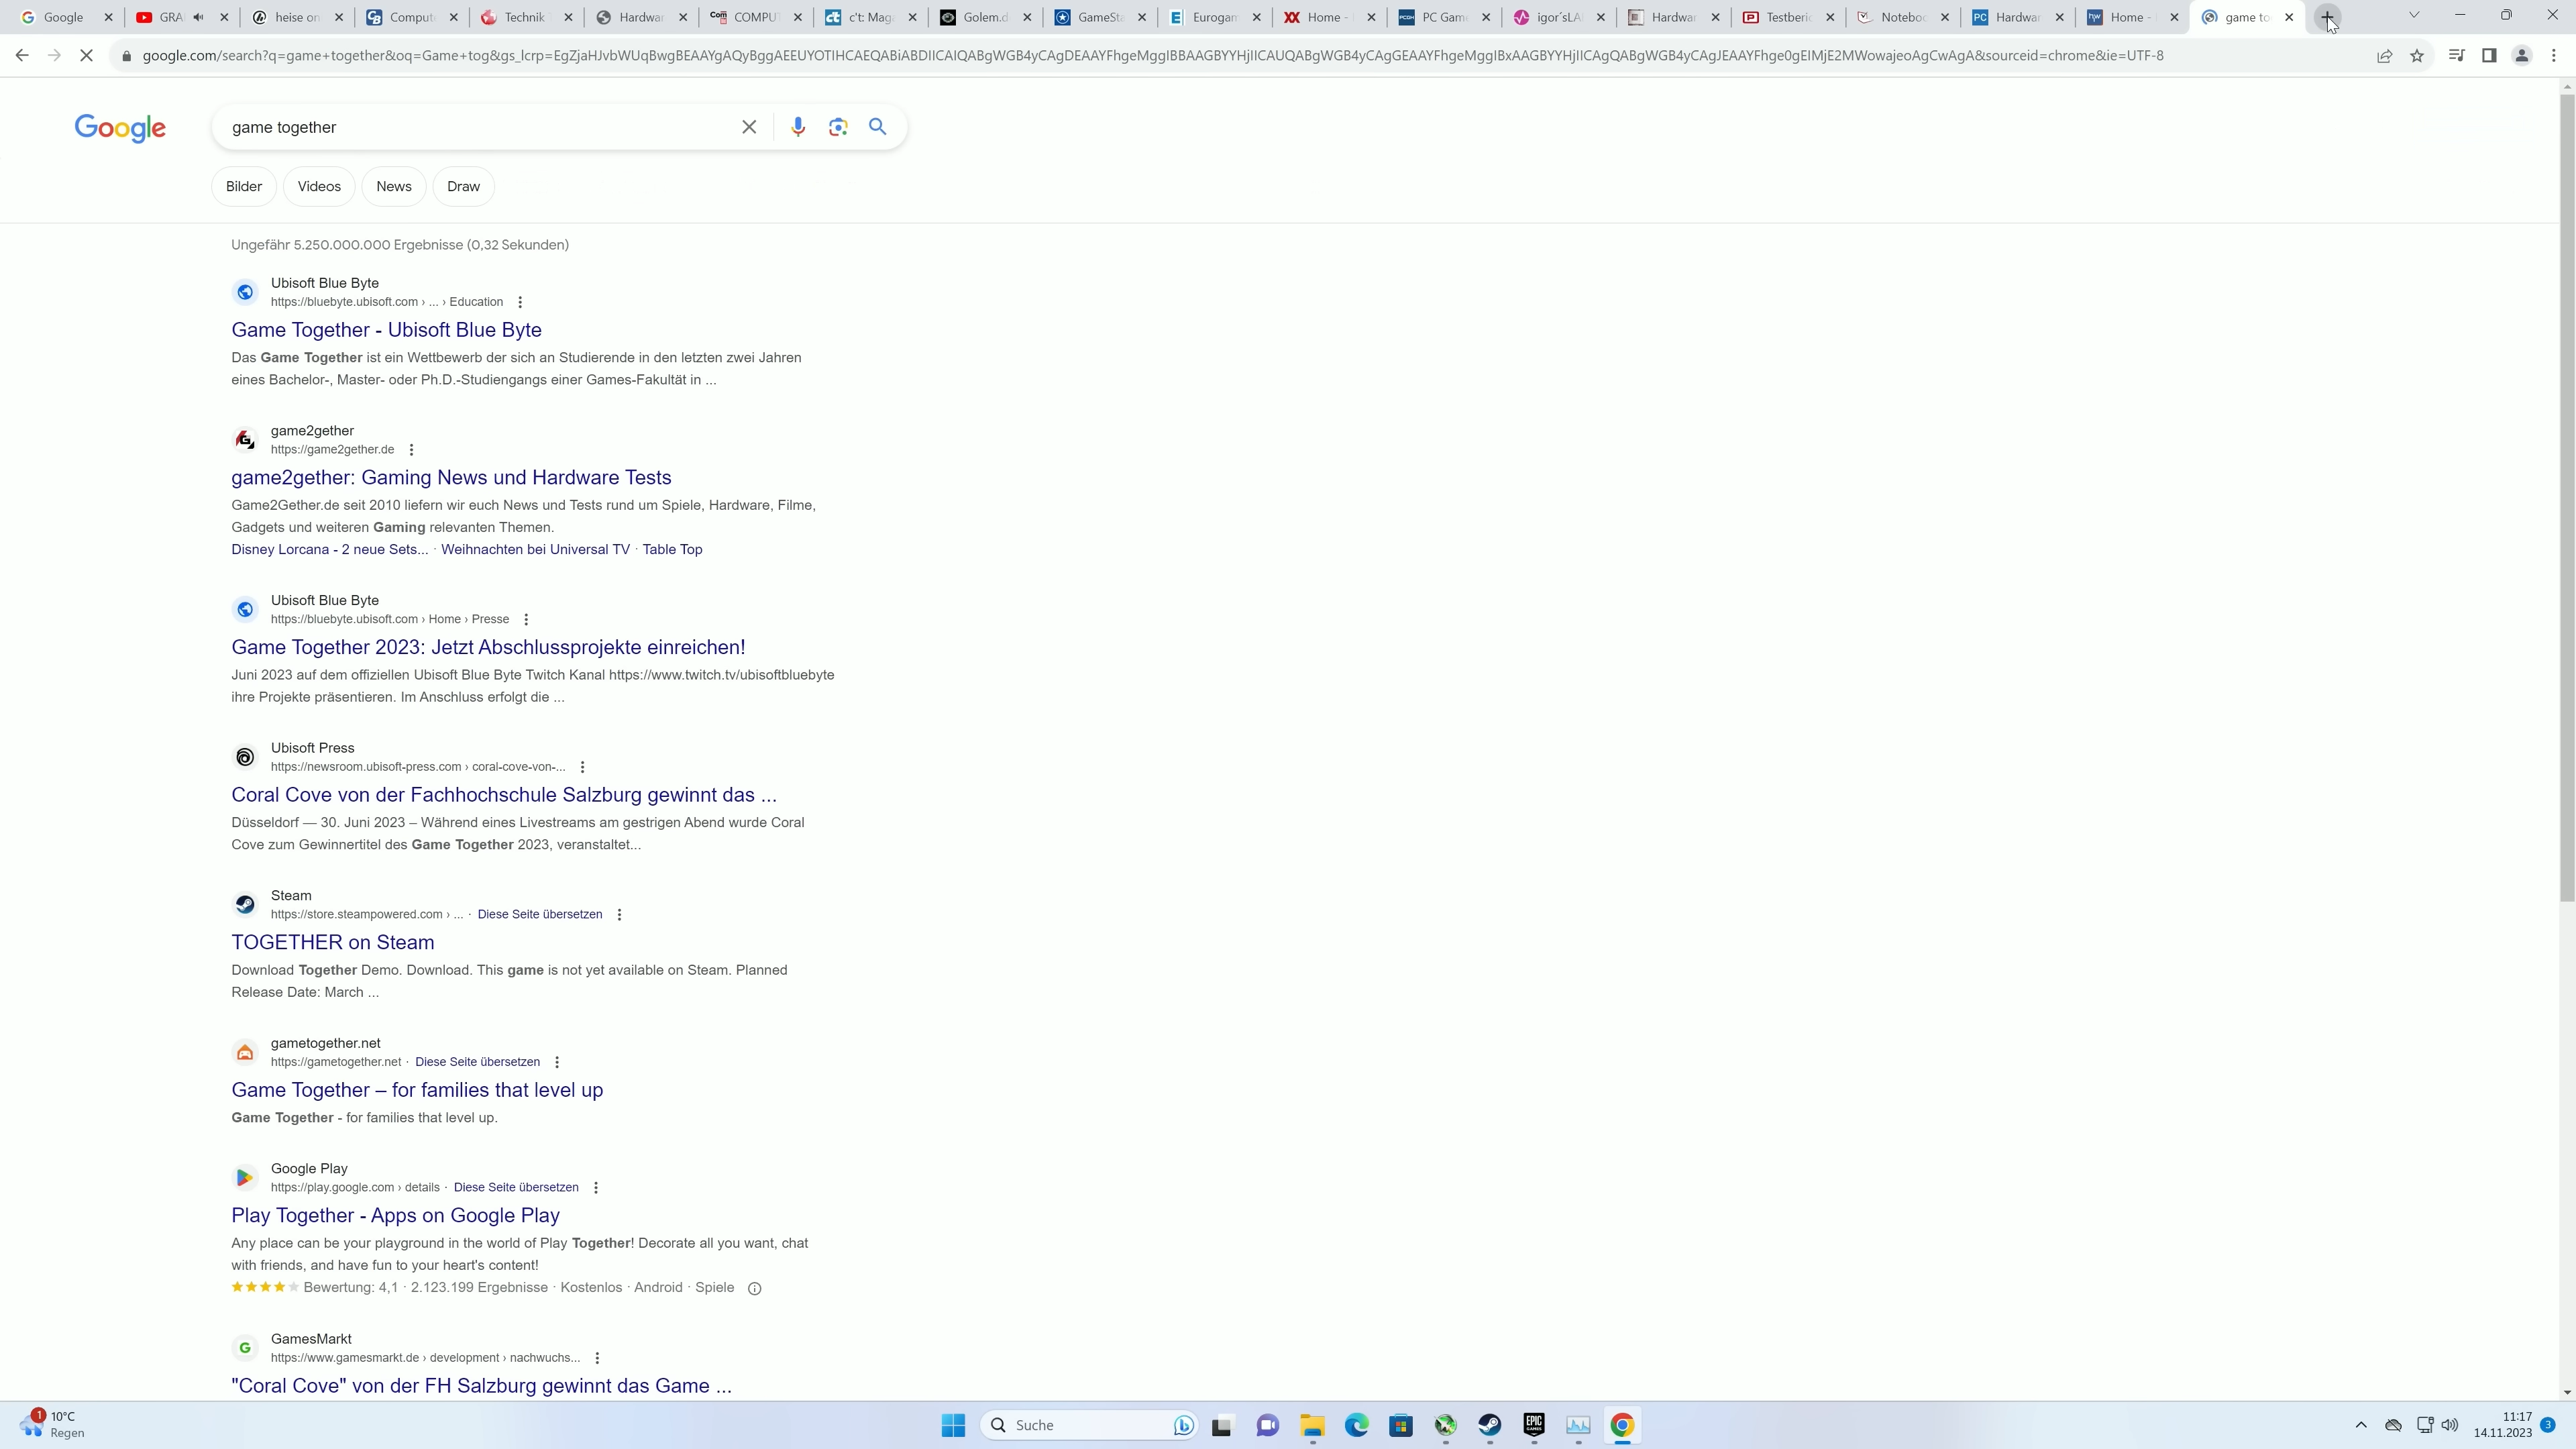 Google
GRA
heise on
Compute
Technik
Hardwar
COMPUT
c't: Mag
Golem.d
GameSta
Eurogam
Home -
PC Gam
igor´sLA
Hardwar
Testberi
Noteboo
Hardwar
Home -
game to
google.com/search?q=game+together&oq=Game+tog&gs_lcrp=EgZjaHJvbWUqBwgBEAAYgAQyBggAEEUYOTIHCAEQABiABDIICAIQABgWGB4yCAgDEAAYFhgeMggIBBAAGBYYHjIICAUQABgWGB4yCAgGEAAYFhgeMggIBxAAGBYYHjIICAgQABgWGB4yCAgJEAAYFhge0gEIMjE2MWowajeoAgCwAgA&sourceid=chrome&ie=UTF-8
Google
game together
Bilder
Videos
News
Draw
Ungefähr 5.250.000.000 Ergebnisse (0,32 Sekunden)
Ubisoft Blue Byte
https://bluebyte.ubisoft.com › ... › Education
Game Together - Ubisoft Blue Byte
Das Game Together ist ein Wettbewerb der sich an Studierende in den letzten zwei Jahren
eines Bachelor-, Master- oder Ph.D.-Studiengangs einer Games-Fakultät in ...
game2gether
https://game2gether.de
game2gether: Gaming News und Hardware Tests
Game2Gether.de seit 2010 liefern wir euch News und Tests rund um Spiele, Hardware, Filme,
Gadgets und weiteren Gaming relevanten Themen.
Disney Lorcana - 2 neue Sets... · Weihnachten bei Universal TV · Table Top
Ubisoft Blue Byte
https://bluebyte.ubisoft.com › Home › Presse
Game Together 2023: Jetzt Abschlussprojekte einreichen!
Juni 2023 auf dem offiziellen Ubisoft Blue Byte Twitch Kanal https://www.twitch.tv/ubisoftbluebyte
ihre Projekte präsentieren. Im Anschluss erfolgt die ...
Ubisoft Press
https://newsroom.ubisoft-press.com › coral-cove-von-...
Coral Cove von der Fachhochschule Salzburg gewinnt das ...
Düsseldorf — 30. Juni 2023 – Während eines Livestreams am gestrigen Abend wurde Coral
Cove zum Gewinnertitel des Game Together 2023, veranstaltet...
Steam
https://store.steampowered.com › ... · Diese Seite übersetzen
TOGETHER on Steam
Download Together Demo. Download. This game is not yet available on Steam. Planned
Release Date: March ...
gametogether.net
https://gametogether.net · Diese Seite übersetzen
Game Together – for families that level up
Game Together - for families that level up.
Google Play
https://play.google.com › details · Diese Seite übersetzen
Play Together - Apps on Google Play
Any place can be your playground in the world of Play Together! Decorate all you want, chat
with friends, and have fun to your heart's content!
Bewertung: 4,1 · 2.123.199 Ergebnisse · Kostenlos · Android · Spiele
GamesMarkt
https://www.gamesmarkt.de › development › nachwuchs...
"Coral Cove" von der FH Salzburg gewinnt das Game ...
1
10°C
Regen
Suche
EPIC GAMES
11:17
14.11.2023
3